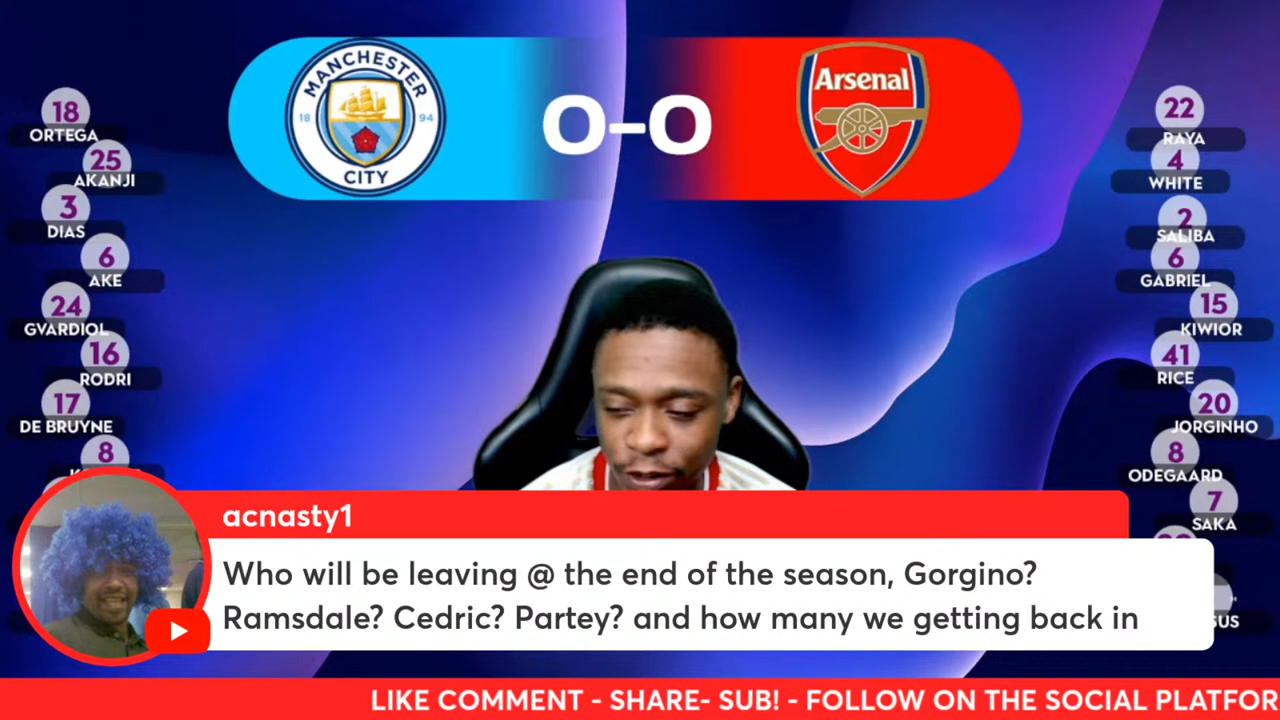 MANCHESTER
18 94
CITY
0-0
Arsenal
18
ORTEGA
25
AKANJI
3
DIAS
6
AKE
24
GVARDIOL
16
RODRI
17
DE BRUYNE
8
22
RAYA
4
WHITE
2
SALIBA
6
GABRIEL
15
KIWIOR
41
RICE
20
JORGINHO
8
ODEGAARD
7
SAKA
SUS
acnasty1
Who will be leaving @ the end of the season, Gorgino?
Ramsdale? Cedric? Partey? and how many we getting back in
LIKE COMMENT - SHARE- SUB! - FOLLOW ON THE SOCIAL PLATFOR